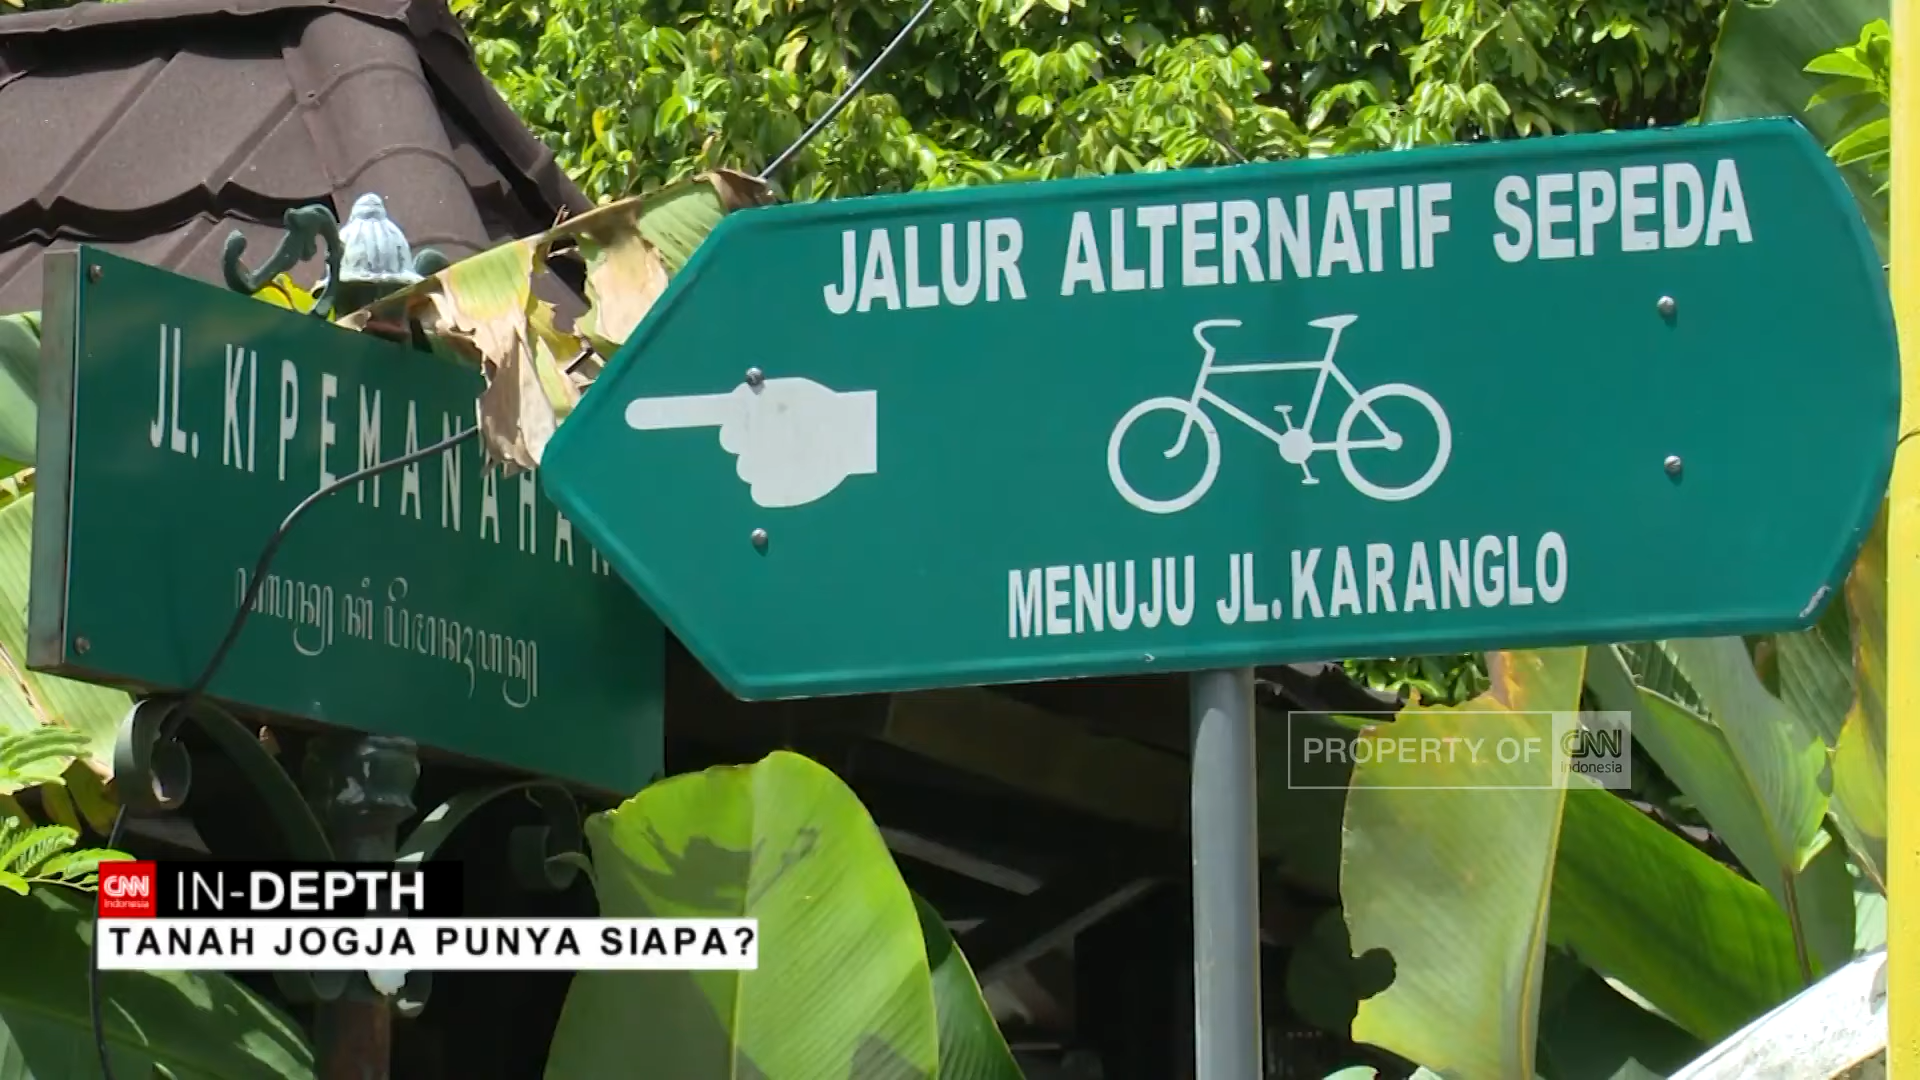 JL. KI PEMANAHAN
JALUR ALTERNATIF SEPEDA
MENUJU JL.KARANGLO
PROPERTY OF CNN Indonesia
CNN Indonesia IN-DEPTH
TANAH JOGJA PUNYA SIAPA?